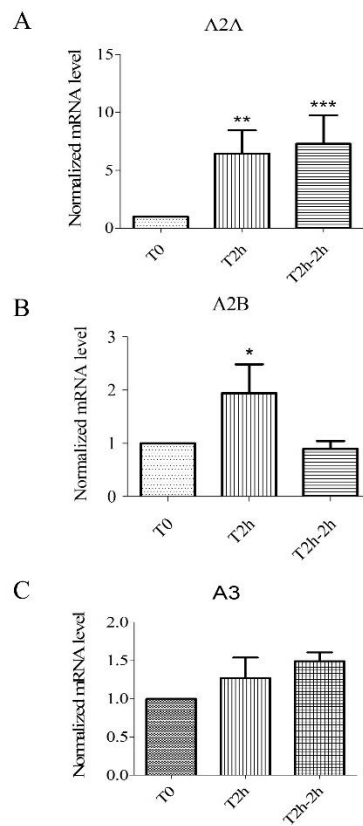 A
A2A
Normalized mRNA level
15
10
5
0
**
***
T0
T2h
T2h-2h
B
A2B
Normalized mRNA level
3
2
1
0
*
T0
T2h
T2h-2h
C
A3
Normalized mRNA level
2.0
1.5
1.0
0.5
0.0
T0
T2h
T2h-2h